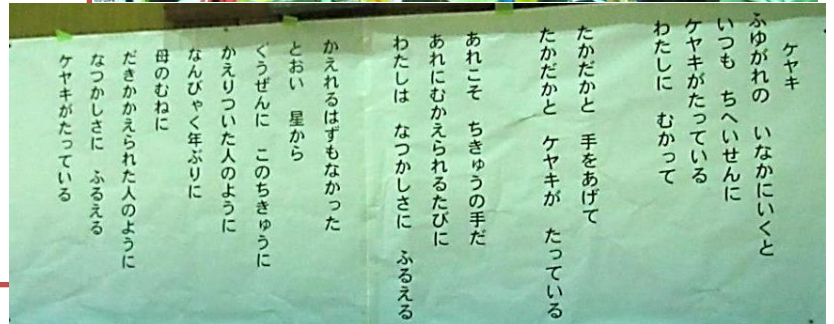 ケヤキ
ふゆがれの　いなかにいくと
いつも　ちへいせんに
ケヤキがたっている
わたしに　むかって
たかだかと　手をあげて
たかだかと　ケヤキが　たっている
あれこそ　ちきゅうの手だ
あれにむかえられるたびに
わたしは　なつかしさに　ふるえる
かえれるはずもなかった
とおい　星から
ぐうぜんに　このちきゅうに
かえりついた人のように
なんびゃく年ぶりに
母のむねに
だきかかえられた人のように
なつかしさに　ふるえる
ケヤキがたっている